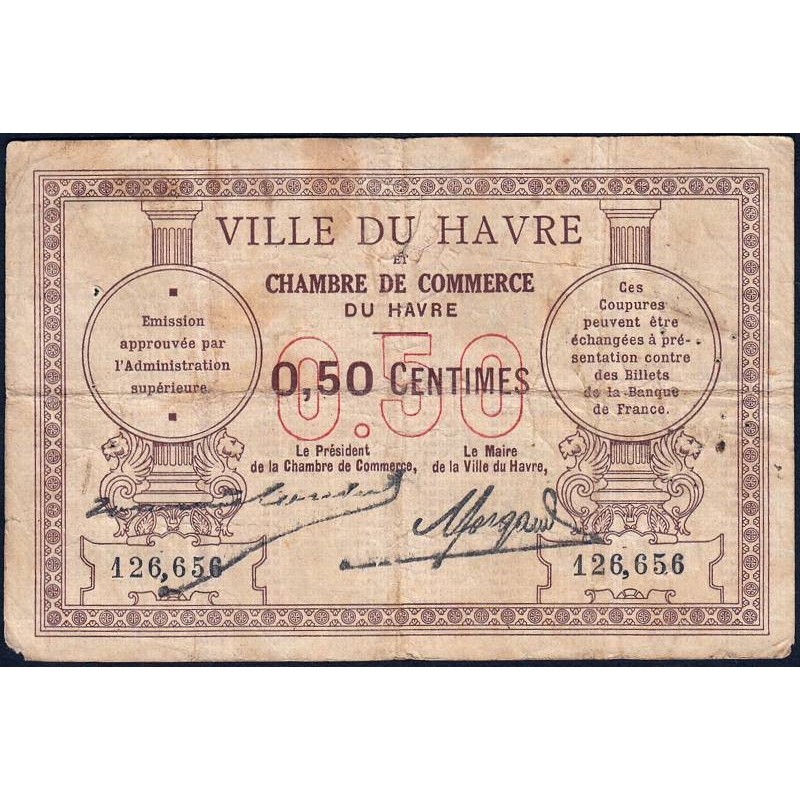 VILLE DU HAVRE
ET
CHAMBRE DE COMMERCE
DU HAVRE
Emission
approuvée par
l'Administration
supérieure.
Ces
Coupures
peuvent être
échangées à pré-
sentation contre
des Billets
de la Banque
de France.
0.50
0,50 CENTIMES
Le Président
de la Chambre de Commerce,
Le Maire
de la Ville du Havre,
Morgand
126,656
126,656